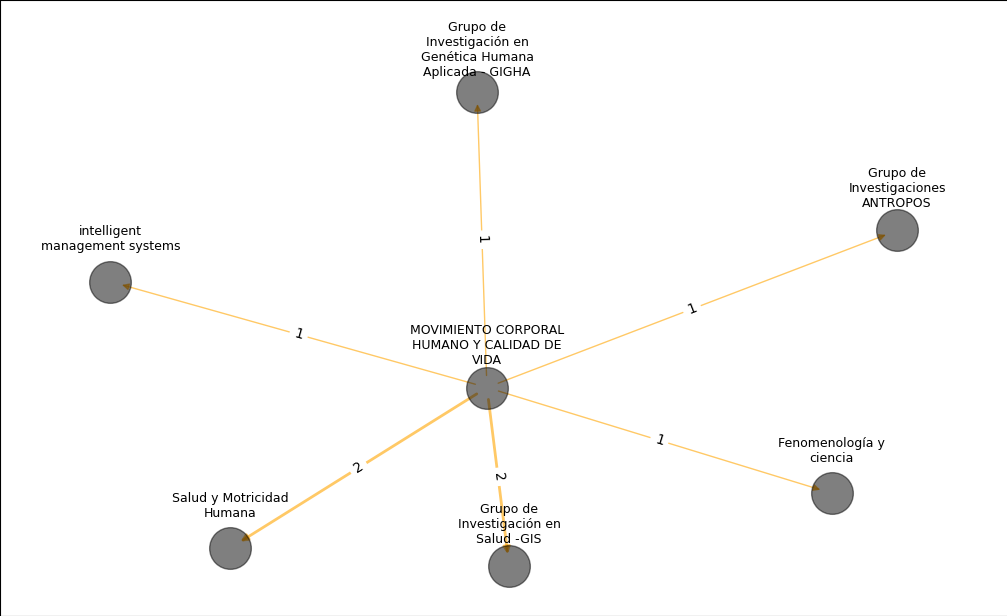 Grupo de
Investigación en
Genética Humana
Aplicada - GIGHA
Grupo de
Investigaciones
ANTROPOS
intelligent
management systems
1
1
1
MOVIMIENTO CORPORAL
HUMANO Y CALIDAD DE
VIDA
1
Fenomenología y
ciencia
2
2
Salud y Motricidad
Humana
Grupo de
Investigación en
Salud -GIS